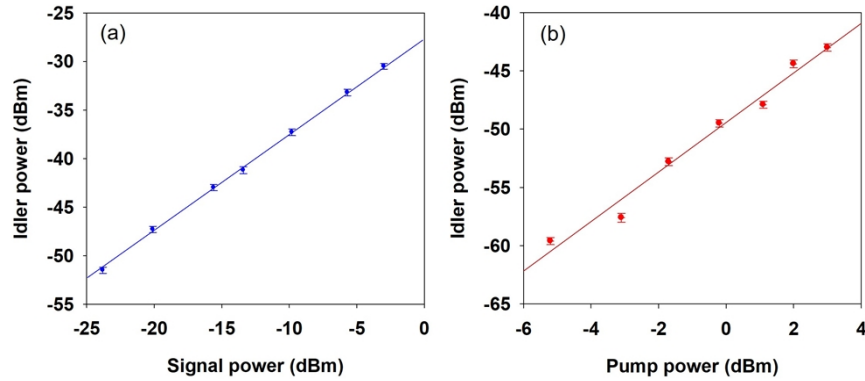 (a)
Idler power (dBm)
-25
-30
-35
-40
-45
-50
-55
-25 -20 -15 -10 -5 0
Signal power (dBm)
(b)
Idler power (dBm)
-40
-45
-50
-55
-60
-65
-6 -4 -2 0 2 4
Pump power (dBm)